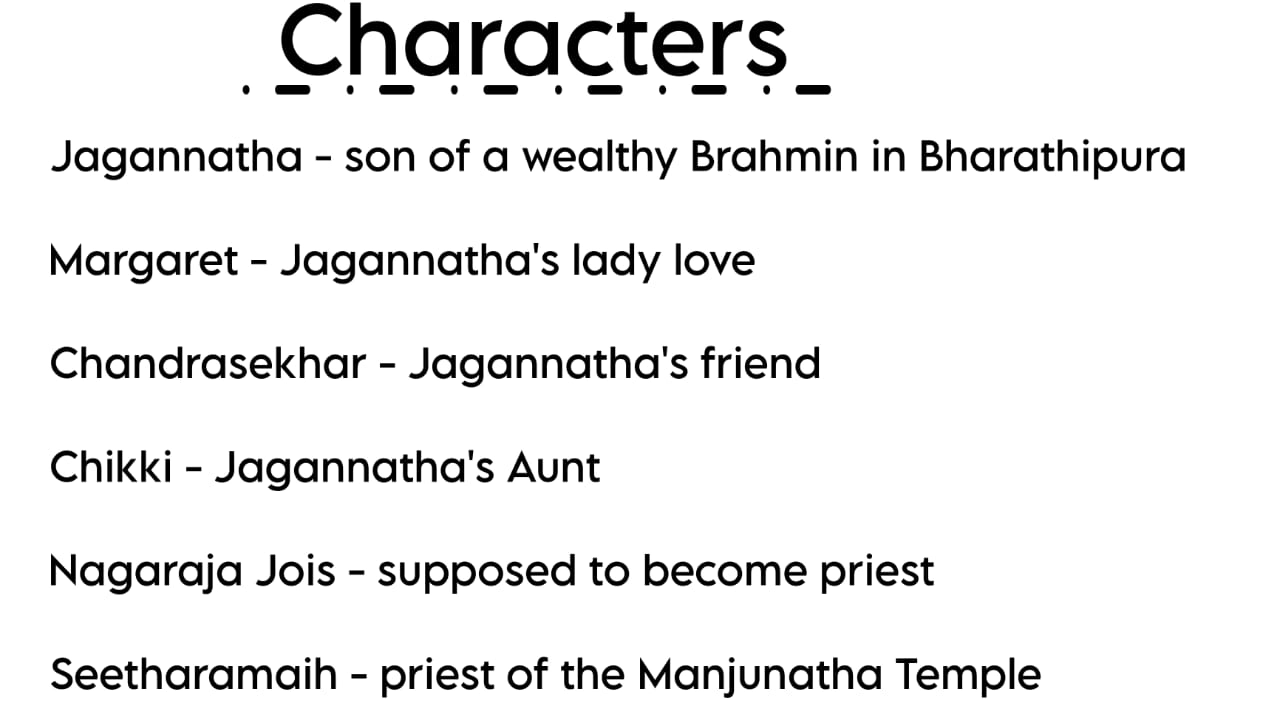 Characters
Jagannatha - son of a wealthy Brahmin in Bharathipura
Margaret - Jagannatha's lady love
Chandrasekhar - Jagannatha's friend
Chikki - Jagannatha's Aunt
Nagaraja Jois - supposed to become priest
Seetharamaih - priest of the Manjunatha Temple